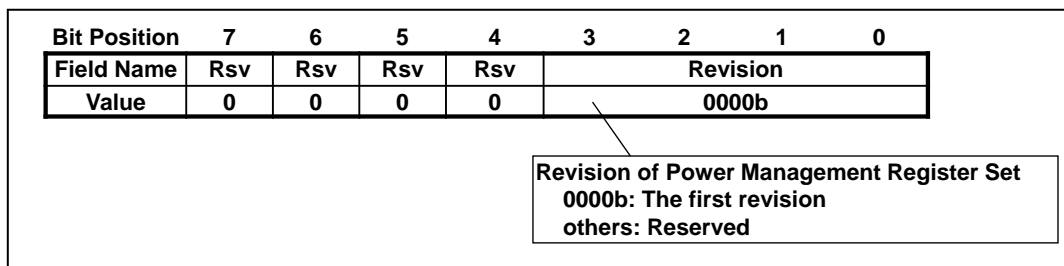 Bit Position 7 6 5 4 3 2 1 0
Field Name Rsv Rsv Rsv Rsv Revision
Value 0 0 0 0 0000b
Revision of Power Management Register Set
0000b: The first revision
others: Reserved